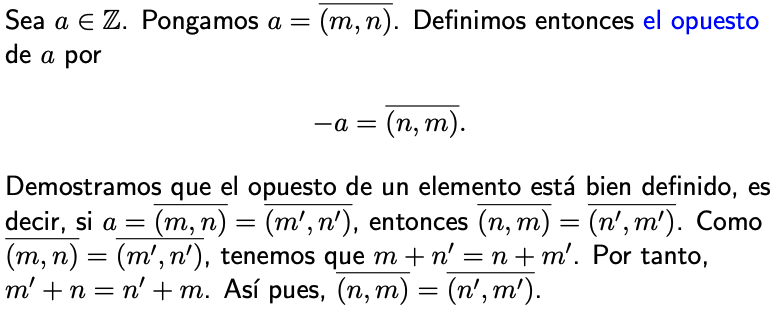 Sea $a \in \mathbb{Z}$. Pongamos $a = \overline{(m, n)}$. Definimos entonces el opuesto
de $a$ por
$-a = \overline{(n, m)}.$
Demostramos que el opuesto de un elemento está bien definido, es
decir, si $a = \overline{(m, n)} = \overline{(m', n')}$, entonces $\overline{(n, m)} = \overline{(n', m')}$. Como
$\overline{(m, n)} = \overline{(m', n')}$, tenemos que $m + n' = n + m'$. Por tanto,
$m' + n = n' + m$. Así pues, $\overline{(n, m)} = \overline{(n', m')}$.